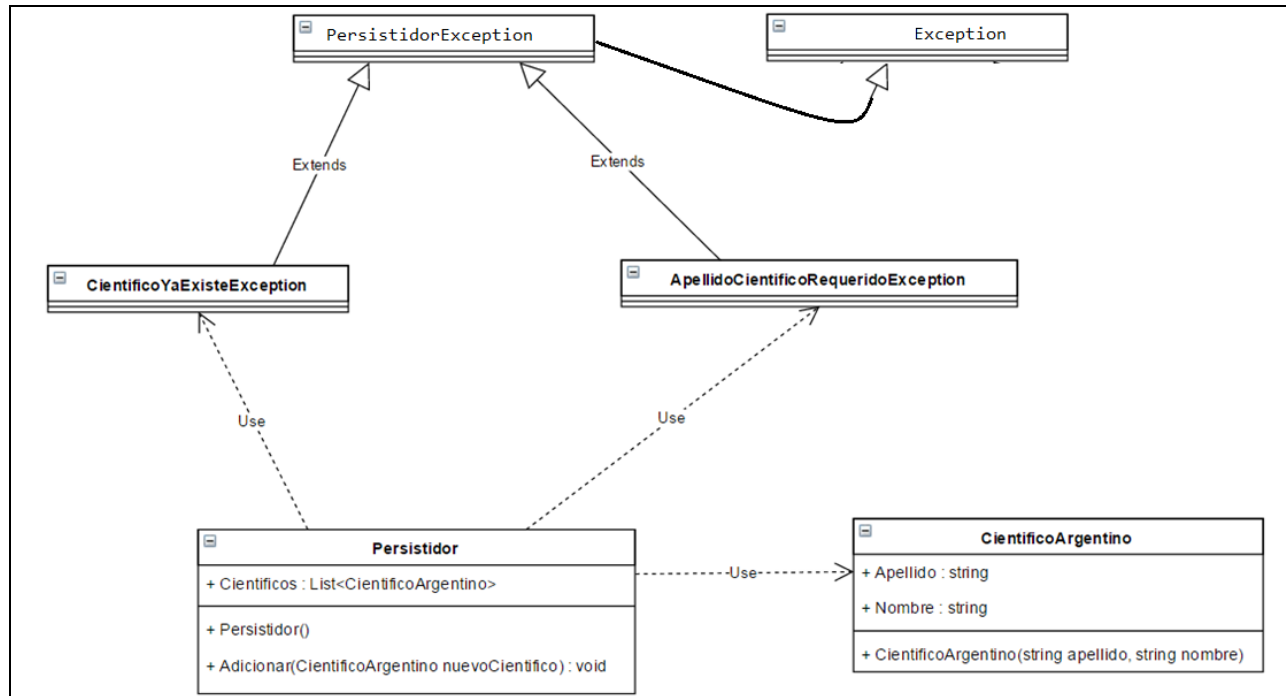 PersistidorException
Exception
Extends
Extends
CientificoYaExisteException
ApellidoCientificoRequeridoException
Use
Use
Persistidor
+ Cientificos : List<CientificoArgentino>
+ Persistidor()
+ Adicionar(CientificoArgentino nuevoCientifico) : void
Use
CientificoArgentino
+ Apellido : string
+ Nombre : string
+ CientificoArgentino(string apellido, string nombre)